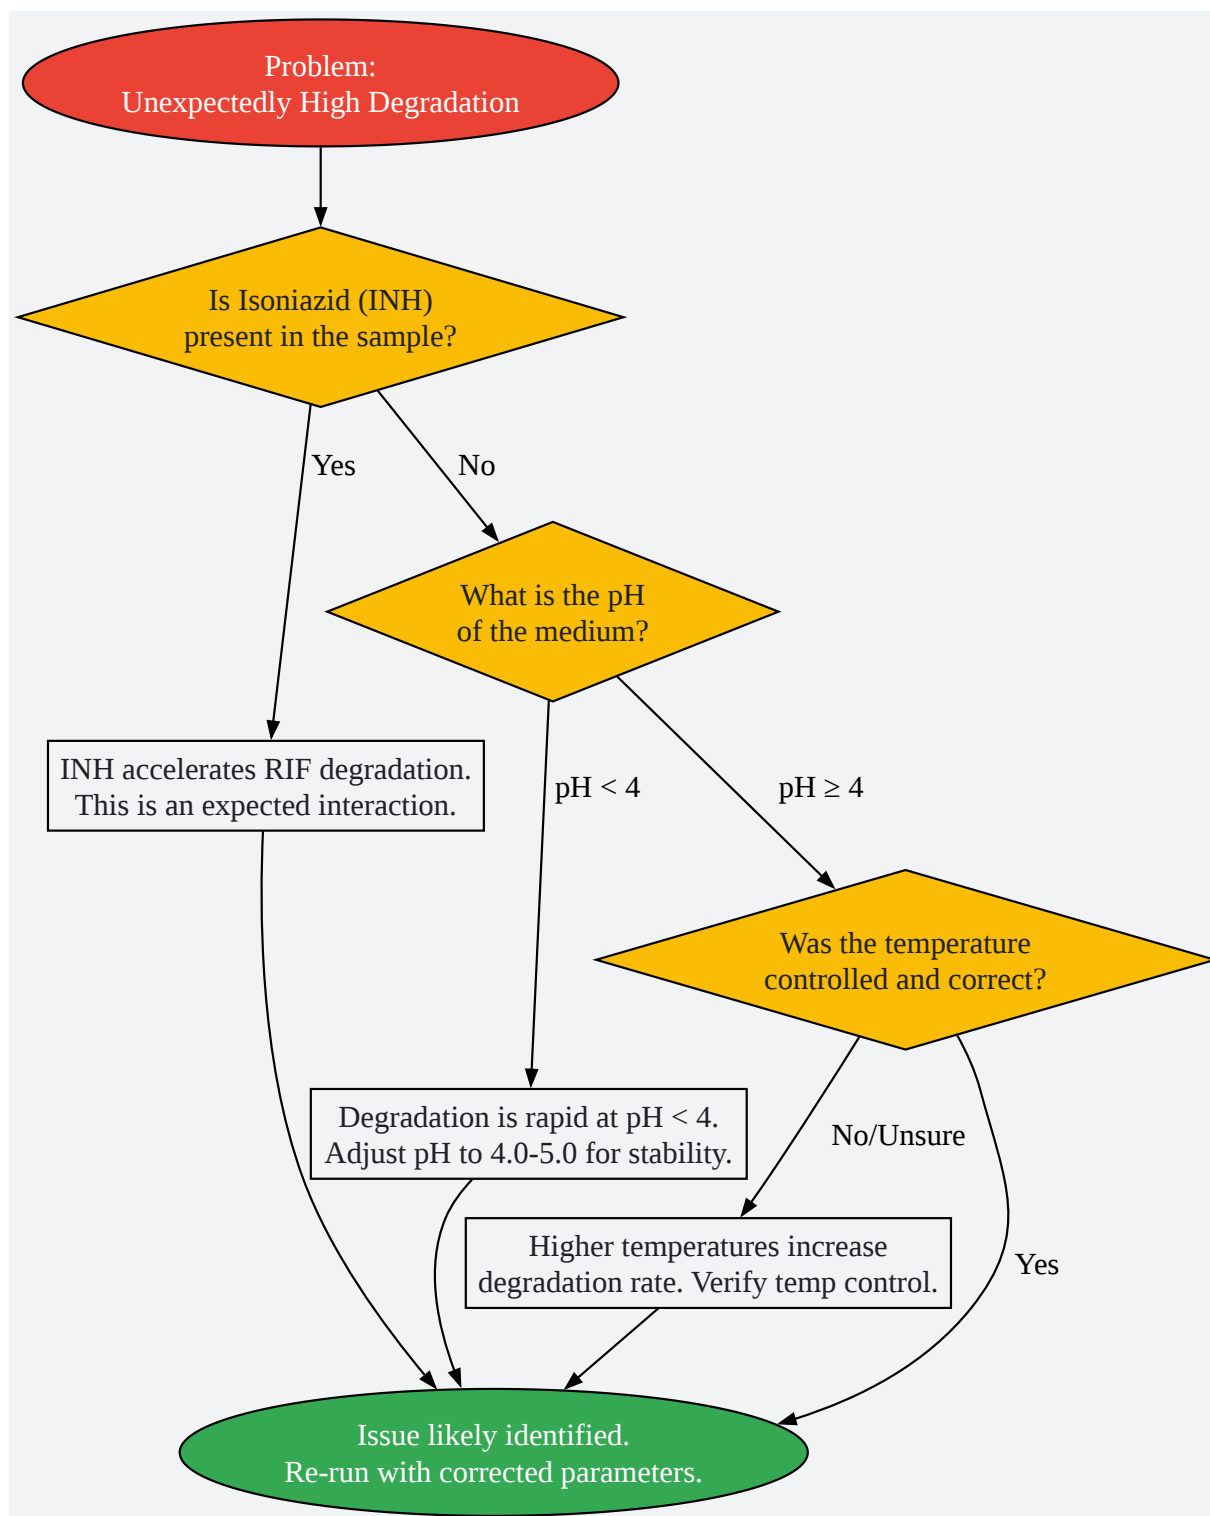 Problem:
Unexpectedly High Degradation
Is Isoniazid (INH)
present in the sample?
Yes
No
What is the pH
of the medium?
INH accelerates RIF degradation.
This is an expected interaction.
pH < 4
pH ≥ 4
Was the temperature
controlled and correct?
Degradation is rapid at pH < 4.
Adjust pH to 4.0-5.0 for stability.
No/Unsure
Higher temperatures increase
degradation rate. Verify temp control.
Yes
Issue likely identified.
Re-run with corrected parameters.